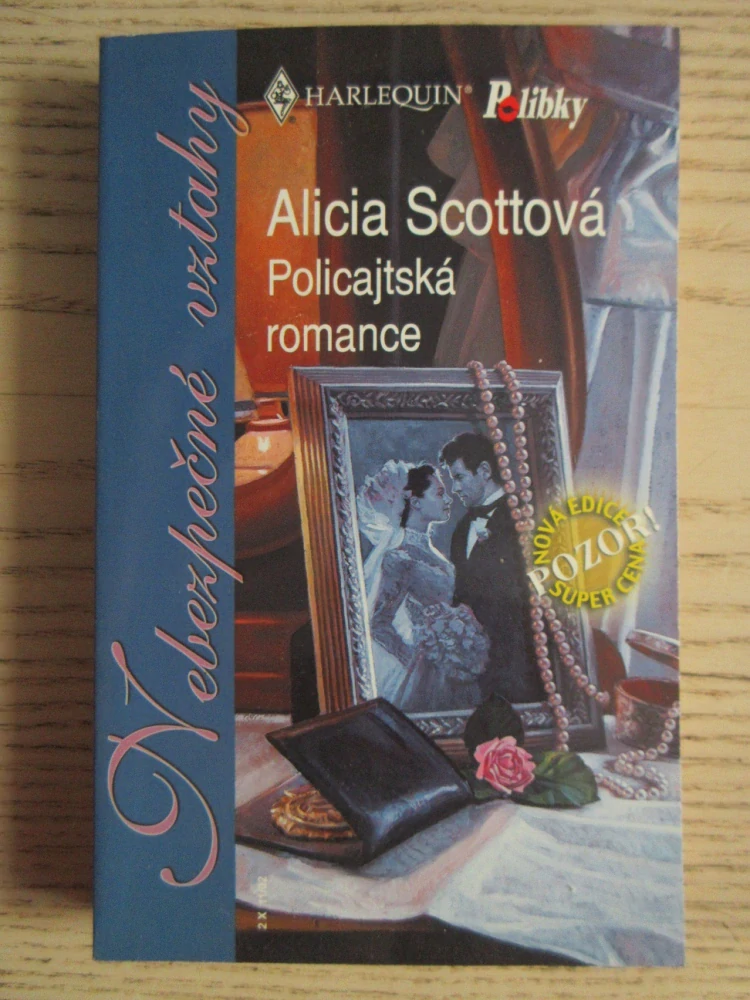 HARLEQUIN® Polibky
Alicia Scottová
Policajtská
romance
Nebezpečné vztahy
NOVÁ EDICE
POZOR!
SUPER CENA